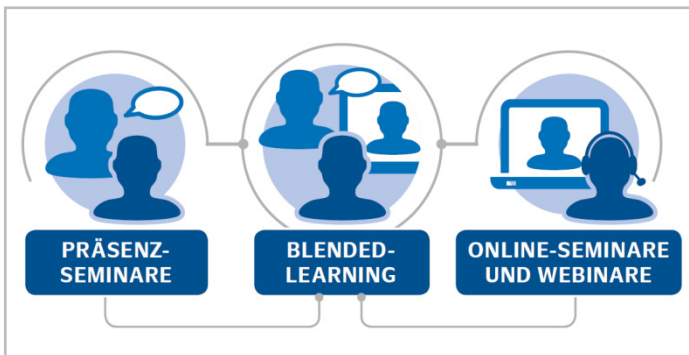 PRÄSENZ-
SEMINARE
BLENDED-
LEARNING
ONLINE-SEMINARE
UND WEBINARE